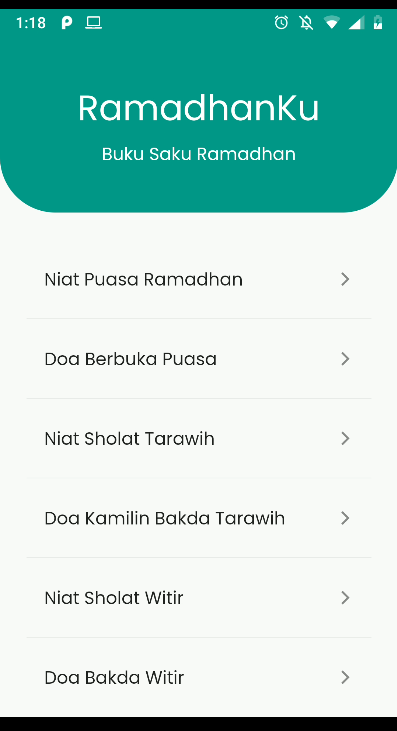 1:18
RamadhanKu
Buku Saku Ramadhan
Niat Puasa Ramadhan
Doa Berbuka Puasa
Niat Sholat Tarawih
Doa Kamilin Bakda Tarawih
Niat Sholat Witir
Doa Bakda Witir